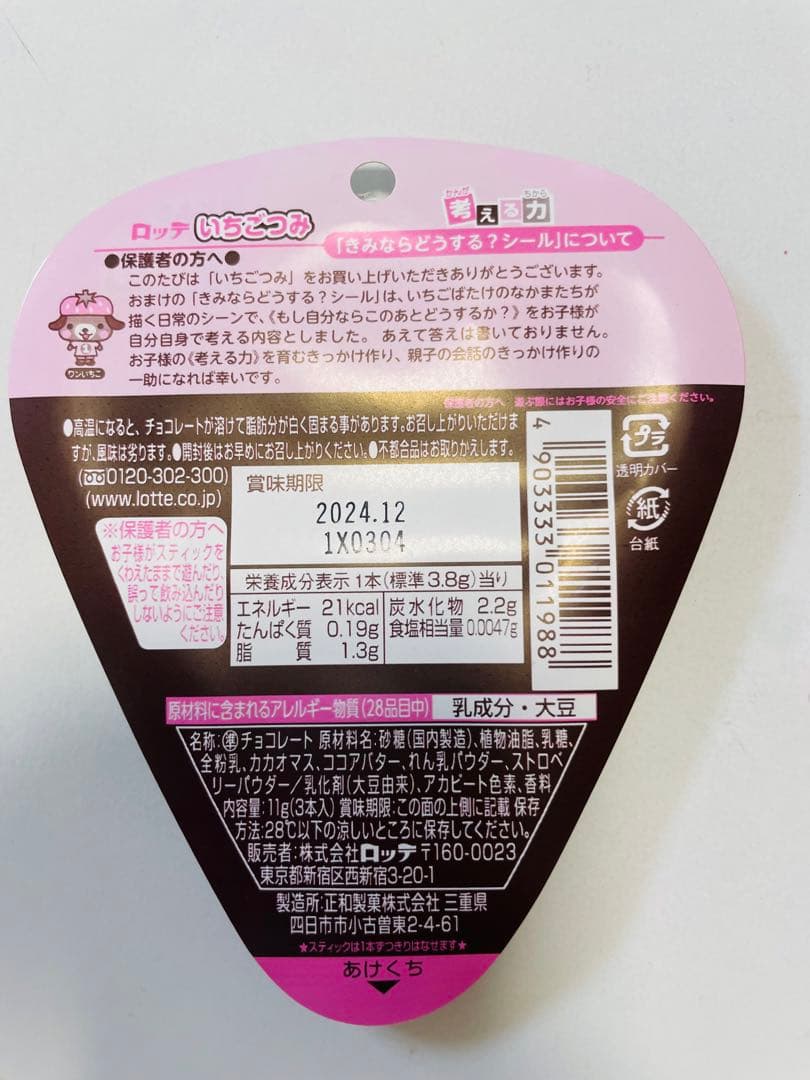 かんが
ちから
考える力
ロッテ いちごつみ
「きみならどうする?シール」について
●保護者の方へ●
このたびは「いちごつみ」をお買い上げいただきありがとうございます。
おまけの「きみならどうする?シール」は、いちごばたけのなかまたちが
描く日常のシーンで、《もし自分ならこのあとどうするか?》をお子様が
自分自身で考える内容としました。 あえて答えは書いておりません。
お子様の《考える力》を育むきっかけ作り、親子の会話のきっかけ作りの
一助になれば幸いです。
ワンいちご
保護者の方へ 遊ぶ際にはお子様の安全にご注意ください。
●高温になると、チョコレートが溶けて脂肪分が白く固まる事があります。お召し上がりいただけま
すが、風味は劣ります。●開封後はお早めにお召し上がりください。●不都合品はお取りかえします。
(0120-302-300)
(www.lotte.co.jp)
賞味期限
2024.12
1X0304
4 903333 011988
プラ
透明カバー
紙
台紙
※保護者の方へ
お子様がスティックを
くわえたままで遊んだり、
誤って飲み込んだり
しないようにご注意
ください。
栄養成分表示 1本(標準3.8g)当り
エネルギー 21kcal 炭水化物 2.2g
たんぱく質 0.19g 食塩相当量 0.0047g
脂質 1.3g
原材料に含まれるアレルギー物質(28品目中) 乳成分・大豆
名称:準チョコレート 原材料名:砂糖(国内製造)、植物油脂、乳糖、
全粉乳、カカオマス、ココアバター、れん乳パウダー、ストロベ
リーパウダー/乳化剤(大豆由来)、アカビート色素、香料
内容量:11g(3本入) 賞味期限:この面の上側に記載 保存
方法:28℃以下の涼しいところに保存してください。
販売者:株式会社ロッテ〒160-0023
東京都新宿区西新宿3-20-1
製造所:正和製菓株式会社 三重県
四日市市小古曽東2-4-61
★スティックは1本ずつきりはなせます★
あけくち